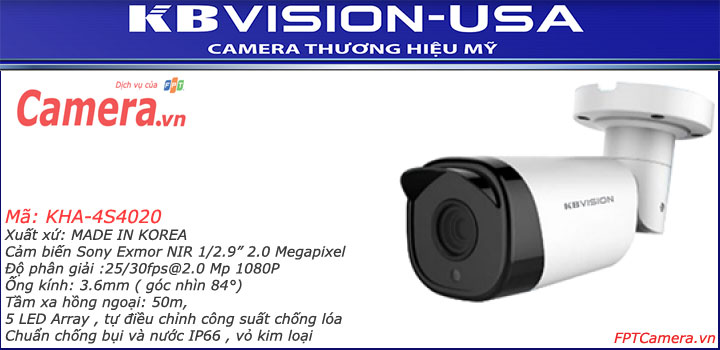 KBVISION-USA
CAMERA THƯƠNG HIỆU MỸ
Dịch vụ của FPT
Camera.vn
KBVISION
Mã: KHA-4S4020
Xuất xứ: MADE IN KOREA
Cảm biến Sony Exmor NIR 1/2.9” 2.0 Megapixel
Độ phân giải :25/30fps@2.0 Mp 1080P
Ống kính: 3.6mm ( góc nhìn 84°)
Tầm xa hồng ngoại: 50m,
5 LED Array , tự điều chỉnh công suất chống lóa
Chuẩn chống bụi và nước IP66 , vỏ kim loại
FPTCamera.vn